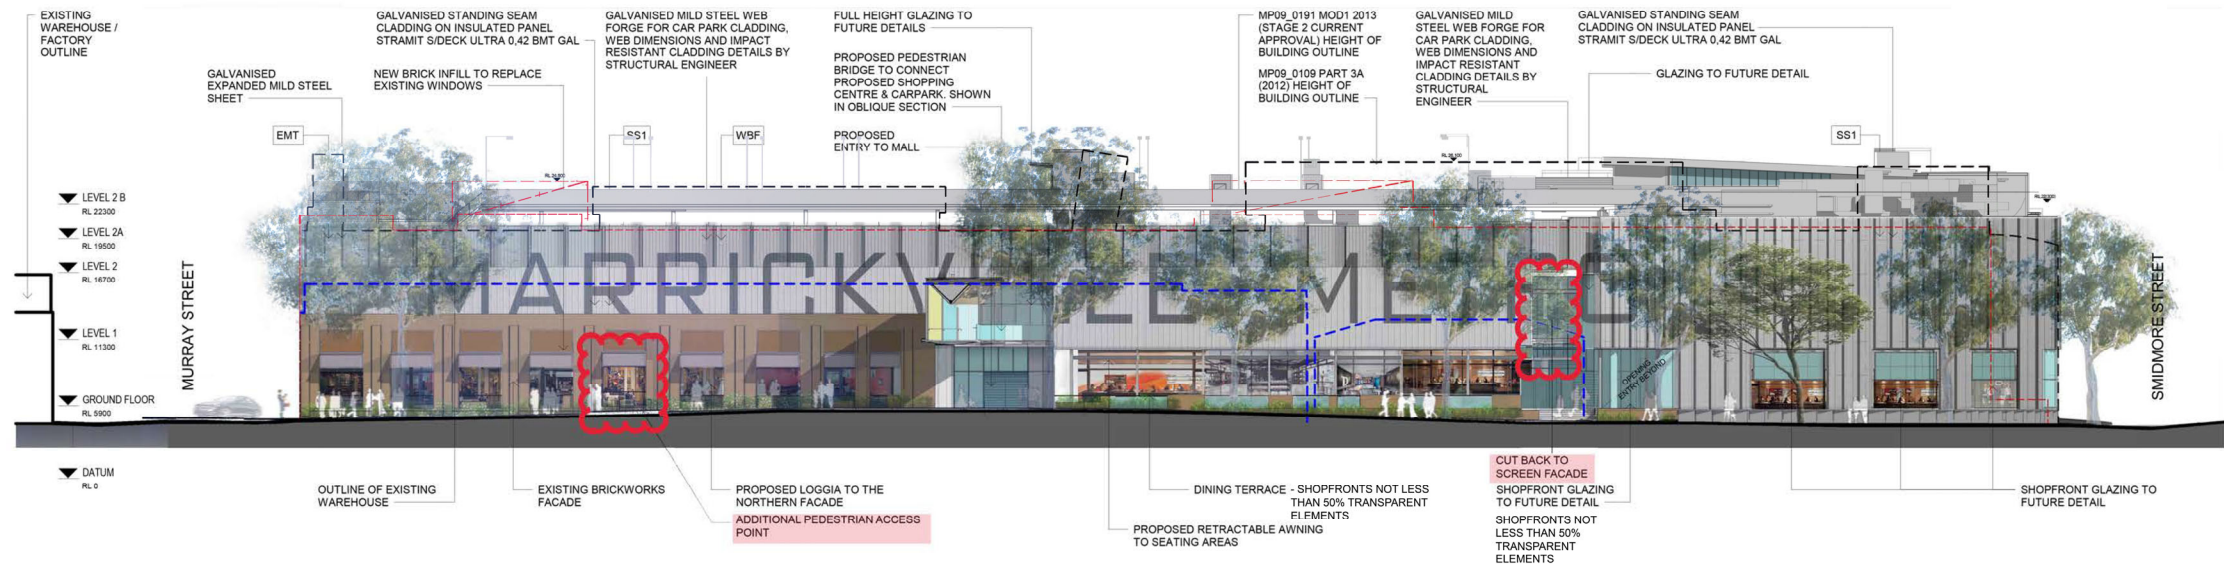 EXISTING
WAREHOUSE /
FACTORY
OUTLINE
GALVANISED STANDING SEAM
CLADDING ON INSULATED PANEL
STRAMIT S/DECK ULTRA 0,42 BMT GAL
GALVANISED MILD STEEL WEB
FORGE FOR CAR PARK CLADDING,
WEB DIMENSIONS AND IMPACT
RESISTANT CLADDING DETAILS BY
STRUCTURAL ENGINEER
FULL HEIGHT GLAZING TO
FUTURE DETAILS
MP09_0191 MOD1 2013
(STAGE 2 CURRENT
APPROVAL) HEIGHT OF
BUILDING OUTLINE
GALVANISED MILD
STEEL WEB FORGE FOR
CAR PARK CLADDING,
WEB DIMENSIONS AND
IMPACT RESISTANT
CLADDING DETAILS BY
STRUCTURAL
ENGINEER
GALVANISED STANDING SEAM
CLADDING ON INSULATED PANEL
STRAMIT S/DECK ULTRA 0,42 BMT GAL
GALVANISED
EXPANDED MILD STEEL
SHEET
NEW BRICK INFILL TO REPLACE
EXISTING WINDOWS
PROPOSED PEDESTRIAN
BRIDGE TO CONNECT
PROPOSED SHOPPING
CENTRE & CARPARK. SHOWN
IN OBLIQUE SECTION
MP09_0109 PART 3A
(2012) HEIGHT OF
BUILDING OUTLINE
GLAZING TO FUTURE DETAIL
EMT
SS1
WBF
PROPOSED
ENTRY TO MALL
SS1
LEVEL 2 B
RL 22300
LEVEL 2A
RL 19500
LEVEL 2
RL 16700
LEVEL 1
RL 11300
GROUND FLOOR
RL 5900
DATUM
RL 0
MURRAY STREET
MARRICKVILLE METRO
OPENING
ENTRY BEYOND
SMIDMORE STREET
OUTLINE OF EXISTING
WAREHOUSE
EXISTING BRICKWORKS
FACADE
PROPOSED LOGGIA TO THE
NORTHERN FACADE
ADDITIONAL PEDESTRIAN ACCESS
POINT
DINING TERRACE - SHOPFRONTS NOT LESS
THAN 50% TRANSPARENT
ELEMENTS
PROPOSED RETRACTABLE AWNING
TO SEATING AREAS
CUT BACK TO
SCREEN FACADE
SHOPFRONT GLAZING
TO FUTURE DETAIL
SHOPFRONTS NOT
LESS THAN 50%
TRANSPARENT
ELEMENTS
SHOPFRONT GLAZING TO
FUTURE DETAIL